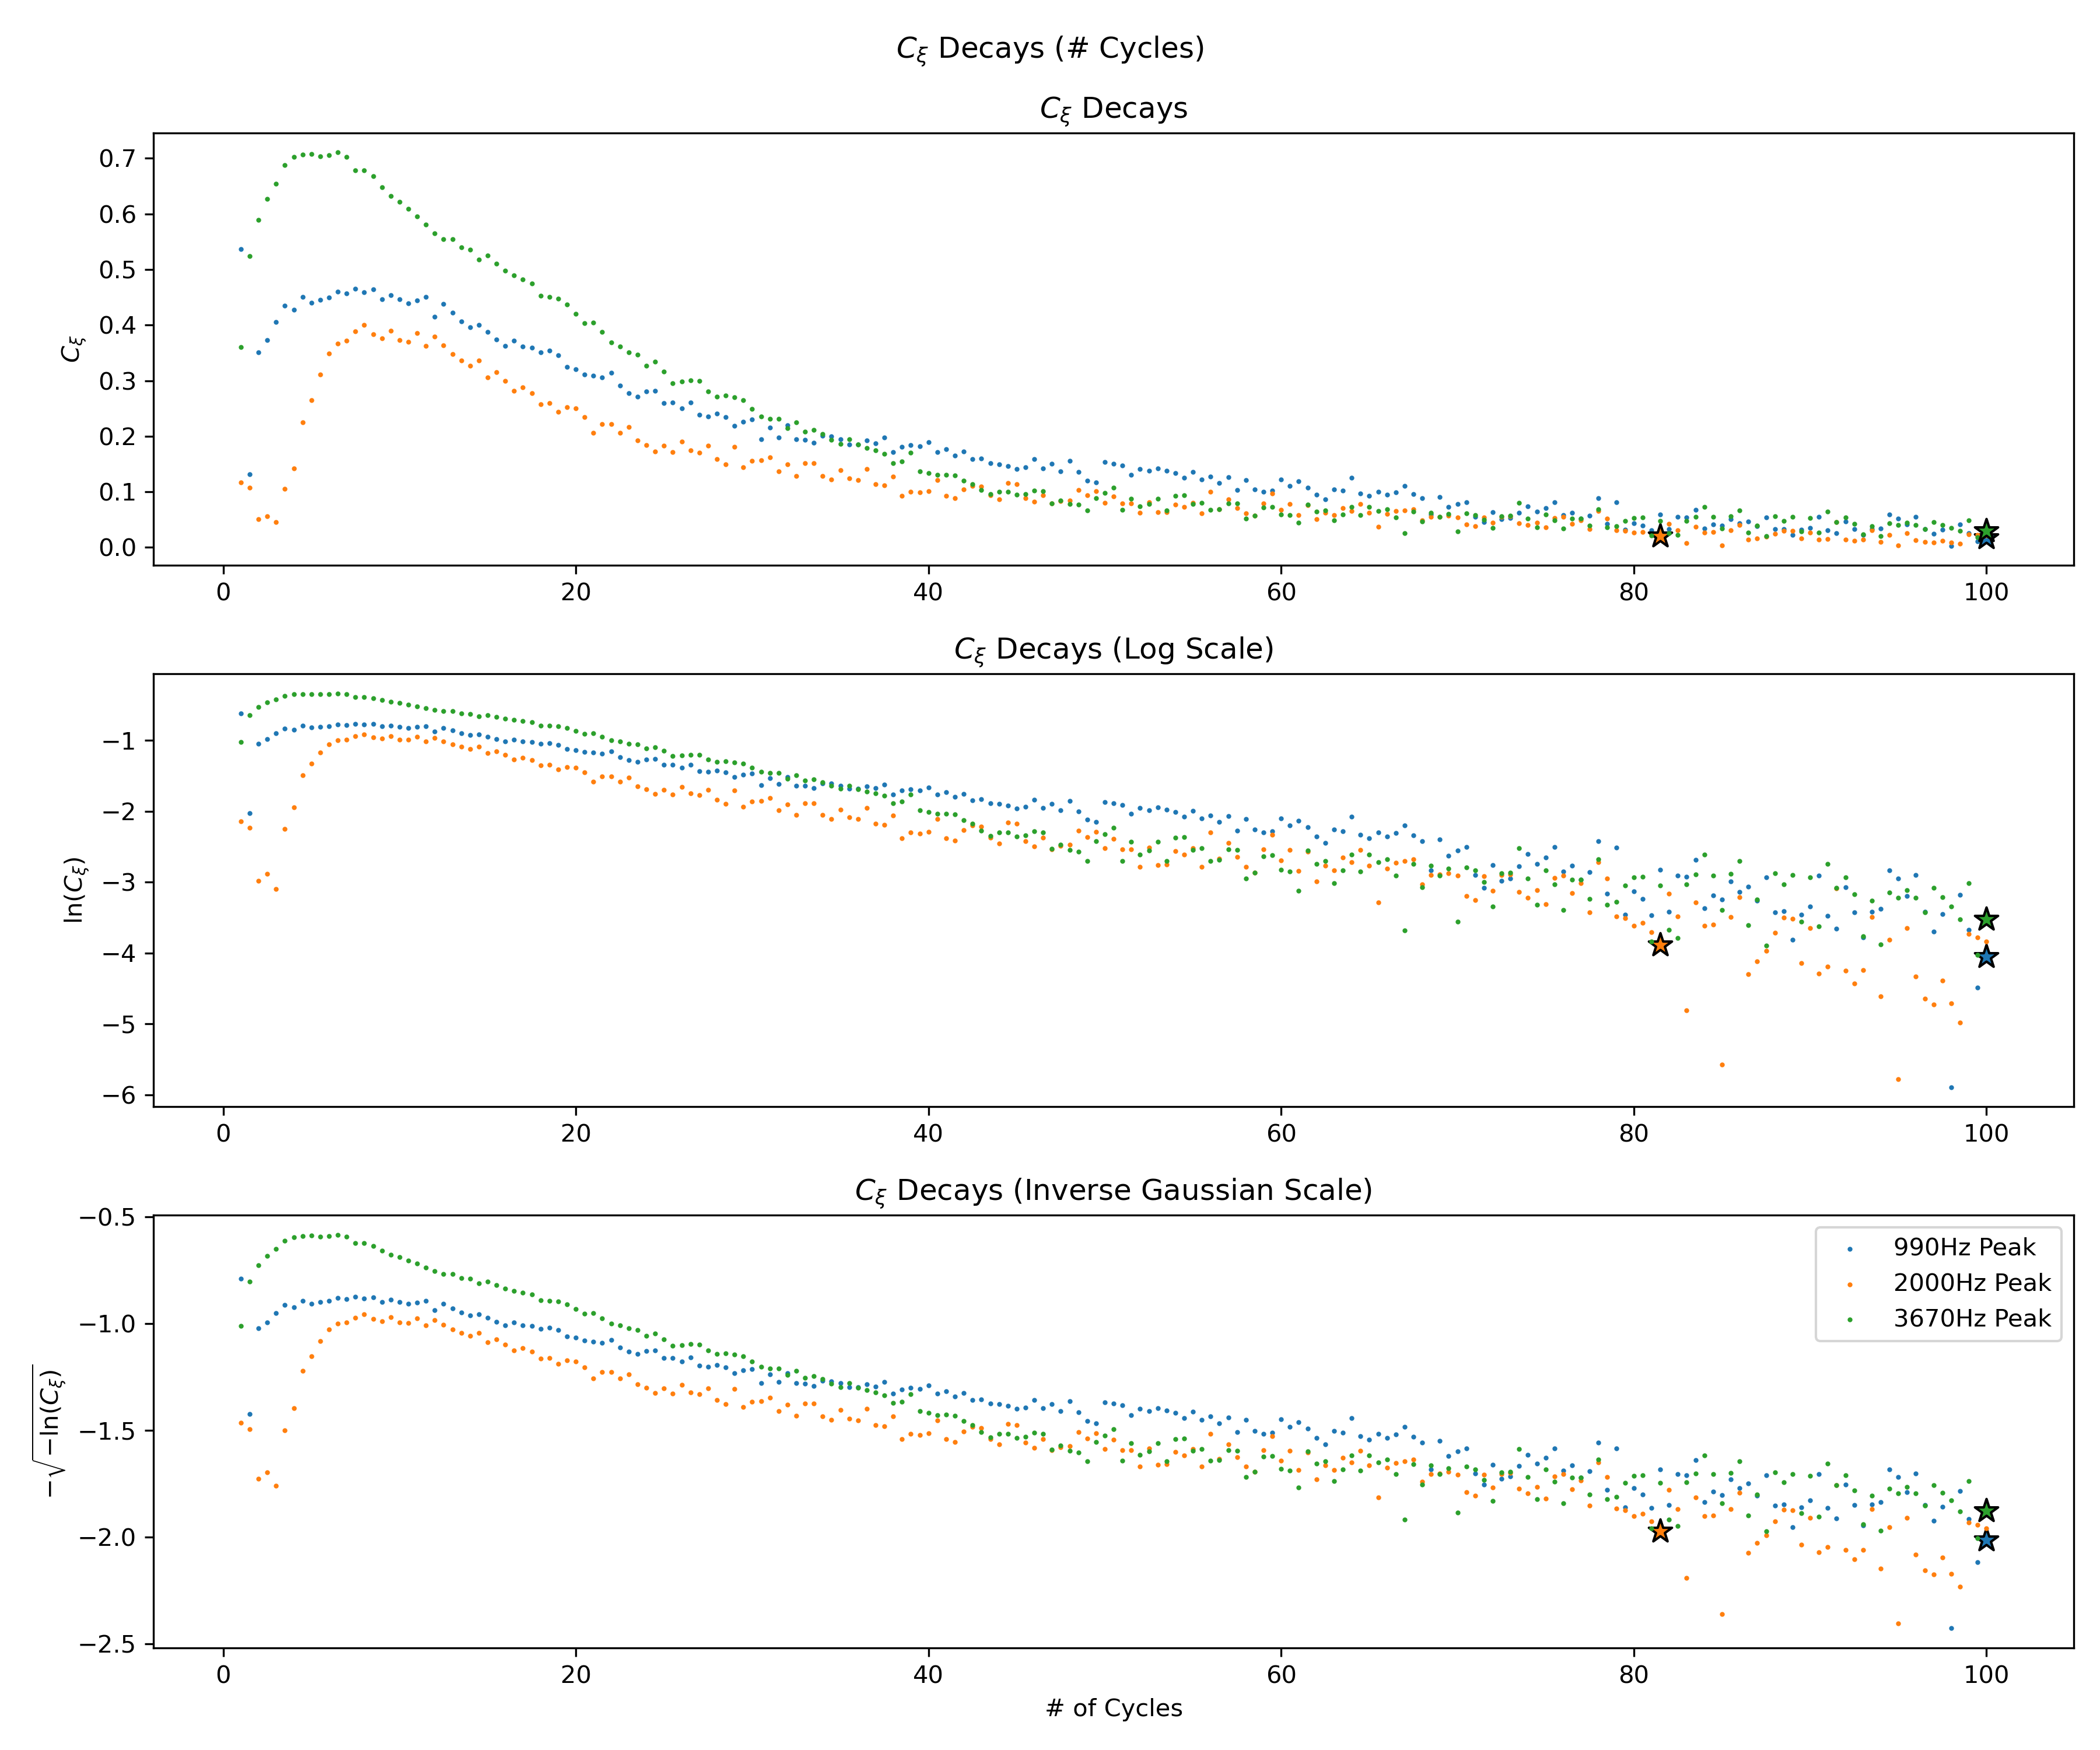 C_ξ Decays (# Cycles)
C_ξ Decays
C_ξ
0.7
0.6
0.5
0.4
0.3
0.2
0.1
0.0
0 20 40 60 80 100
C_ξ Decays (Log Scale)
ln(C_ξ)
−1
−2
−3
−4
−5
−6
0 20 40 60 80 100
C_ξ Decays (Inverse Gaussian Scale)
−√−ln(C_ξ)
−0.5
−1.0
−1.5
−2.0
−2.5
990Hz Peak
2000Hz Peak
3670Hz Peak
0 20 40 60 80 100
# of Cycles